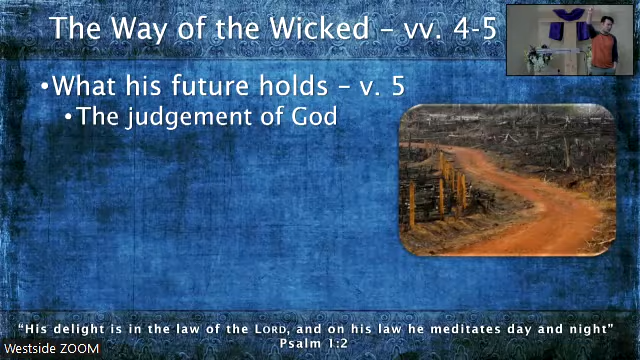 The Way of the Wicked – vv. 4-5
•What his future holds – v. 5
•The judgement of God
“His delight is in the law of the LORD, and on his law he meditates day and night”
Psalm 1:2
Westside ZOOM